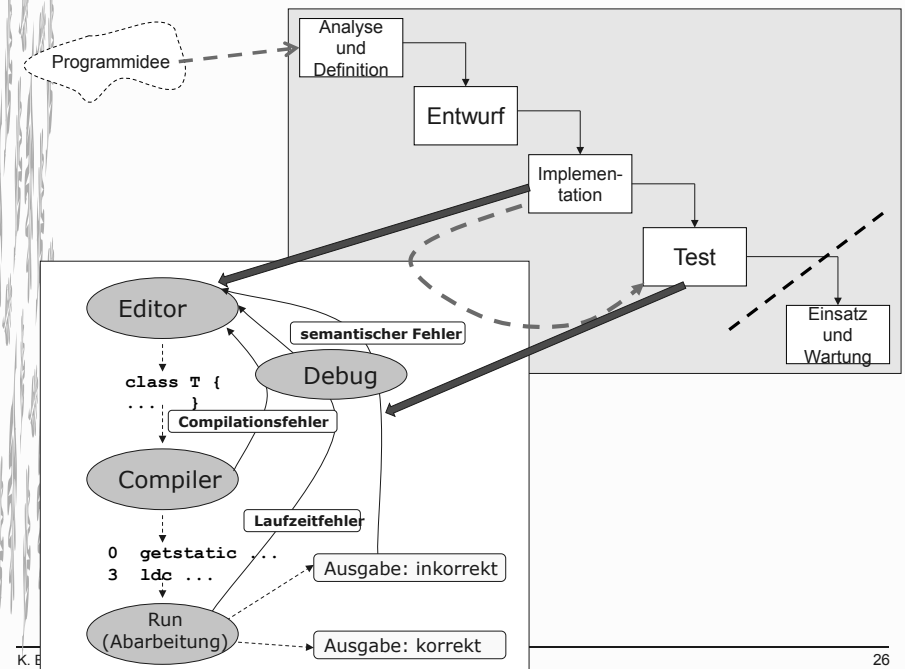 Programmidee
Analyse
und
Definition
Entwurf
Implemen-
tation
Test
Einsatz
und
Wartung
Editor
semantischer Fehler
Debug
class T {
... }
Compilationsfehler
Compiler
Laufzeitfehler
0 getstatic ...
3 ldc ...
Ausgabe: inkorrekt
Run
(Abarbeitung)
Ausgabe: korrekt
K.
26